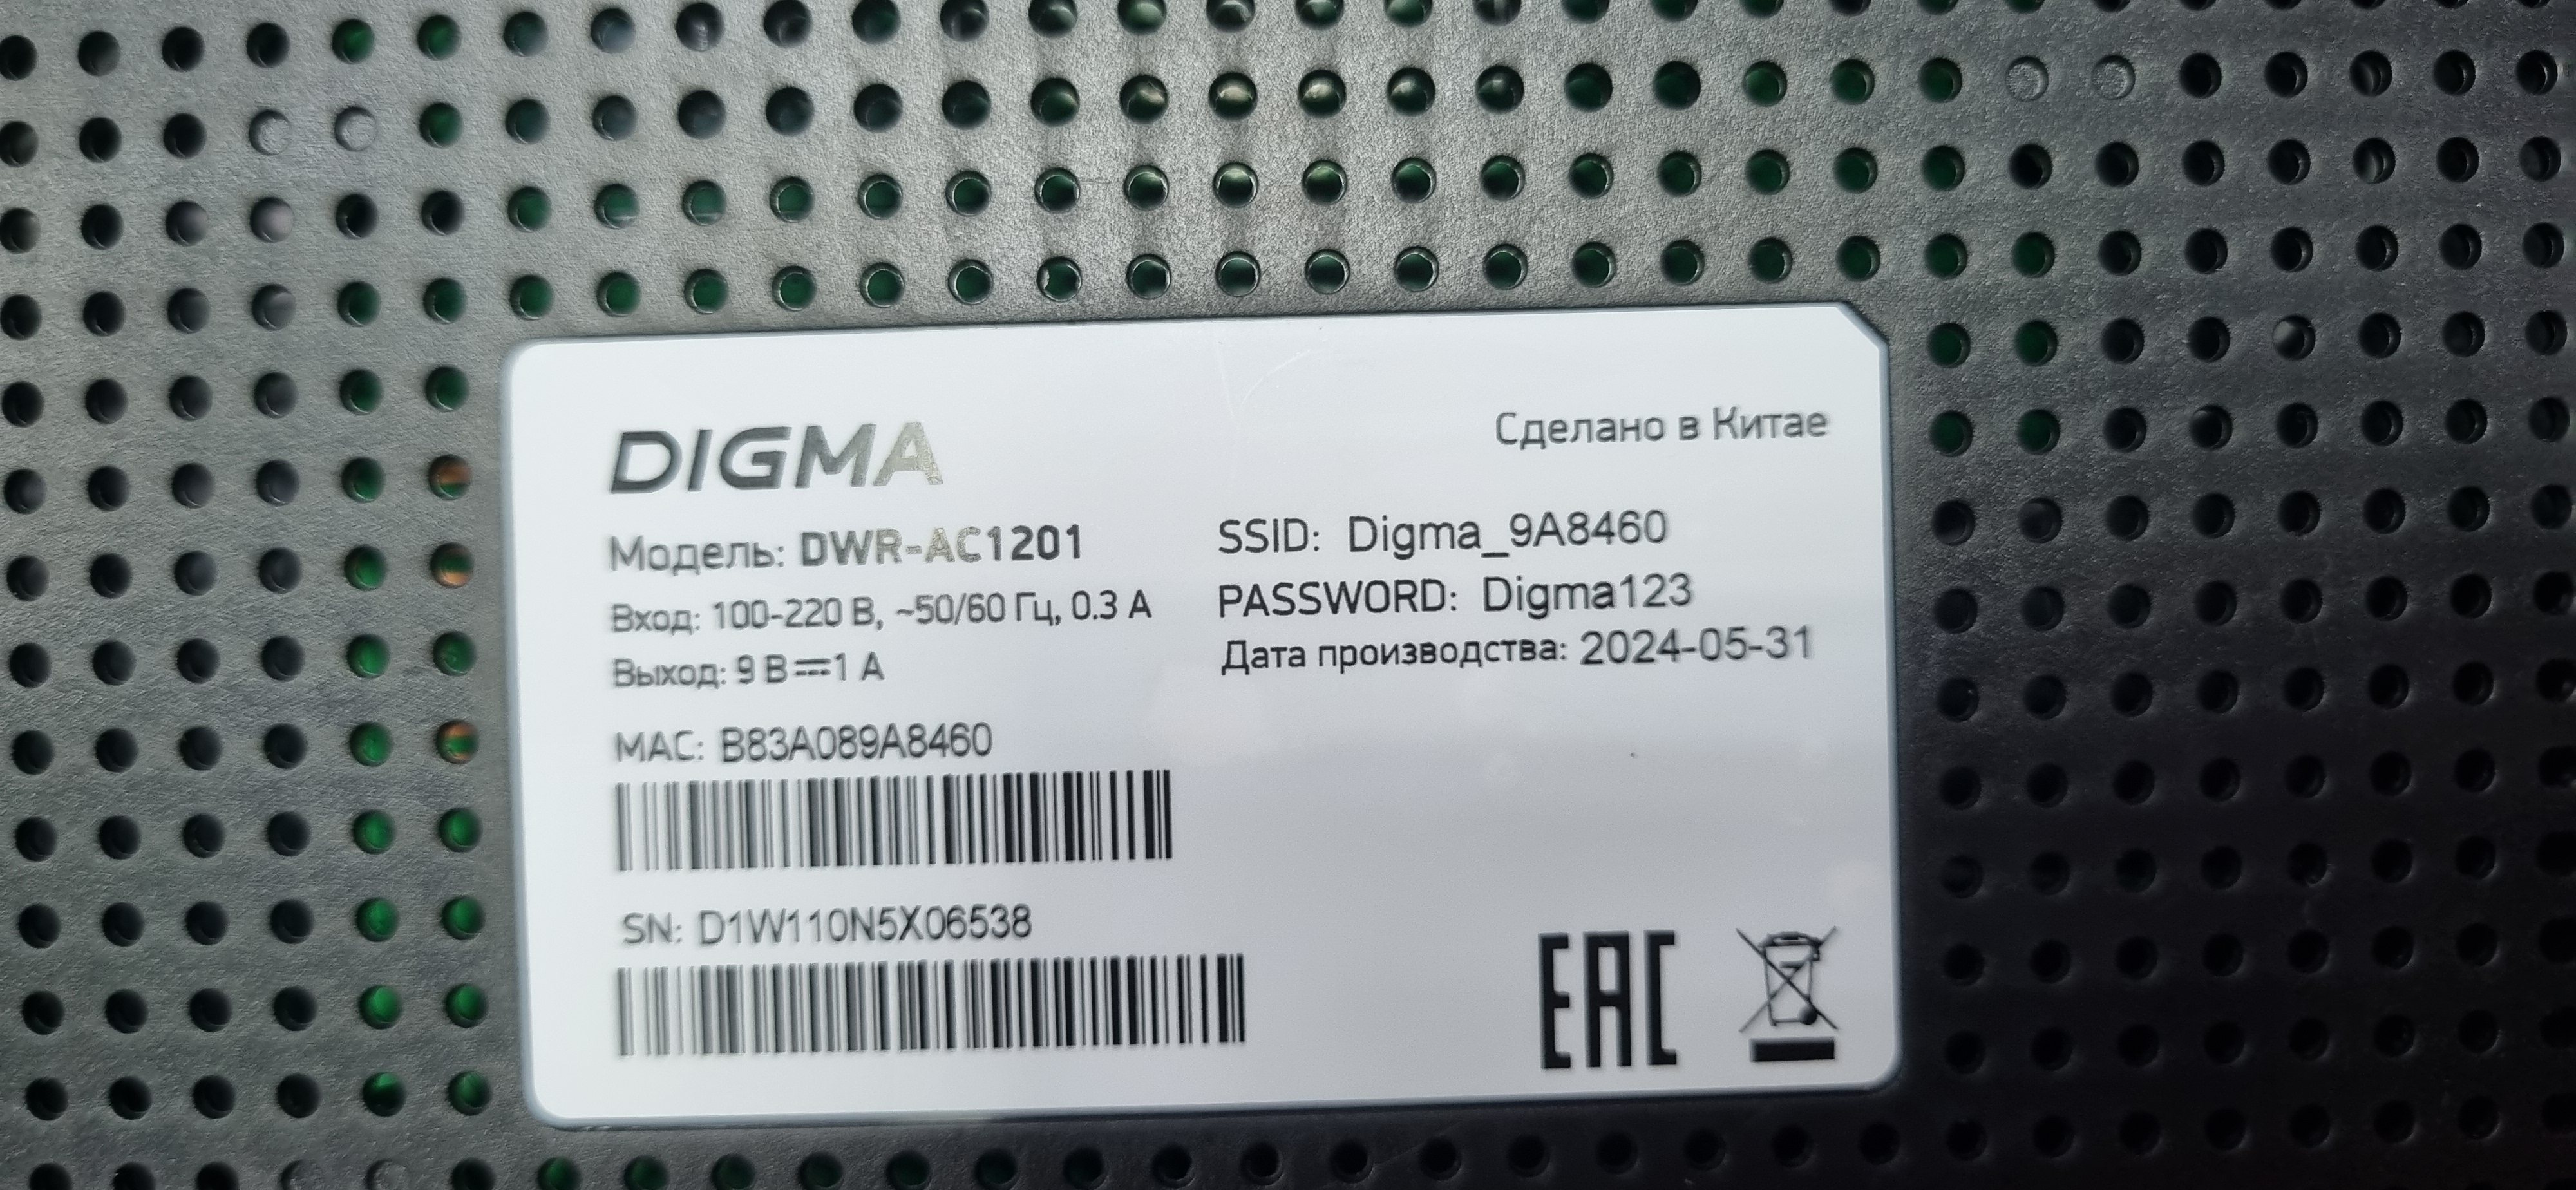 DIGMA
Сделано в Китае
Модель: DWR-AC1201
Вход: 100-220 В, ~50/60 Гц, 0.3 А
Выход: 9 В⎓1 А
SSID: Digma_9A8460
PASSWORD: Digma123
Дата производства: 2024-05-31
MAC: B83A089A8460
SN: D1W110N5X06538
EAC